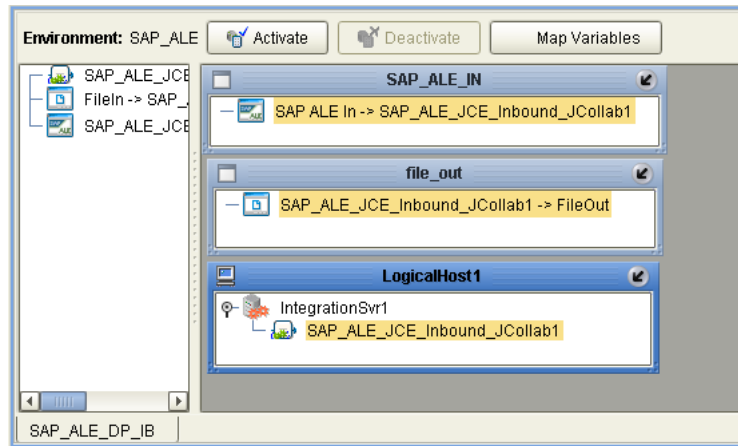 Environment: SAP_ALE Activate Deactivate Map Variables
SAP_ALE_JCE
FileIn -> SAP_
SAP_ALE_JCE
SAP_ALE_IN
SAP ALE In -> SAP_ALE_JCE_Inbound_JCollab1
file_out
SAP_ALE_JCE_Inbound_JCollab1 -> FileOut
LogicalHost1
IntegrationSvr1
SAP_ALE_JCE_Inbound_JCollab1
SAP_ALE_DP_IB